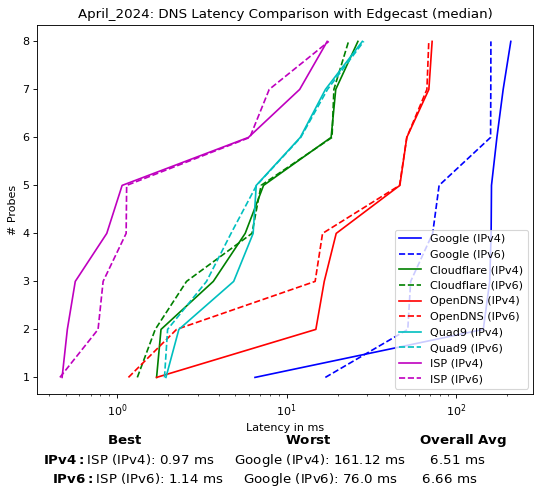 April_2024: DNS Latency Comparison with Edgecast (median)
8
7
6
5
4
3
2
1
# Probes
Google (IPv4)
Google (IPv6)
Cloudflare (IPv4)
Cloudflare (IPv6)
OpenDNS (IPv4)
OpenDNS (IPv6)
Quad9 (IPv4)
Quad9 (IPv6)
ISP (IPv4)
ISP (IPv6)
10⁰ 10¹ 10²
Latency in ms
Best Worst Overall Avg
IPv4: ISP (IPv4): 0.97 ms Google (IPv4): 161.12 ms 6.51 ms
IPv6: ISP (IPv6): 1.14 ms Google (IPv6): 76.0 ms 6.66 ms